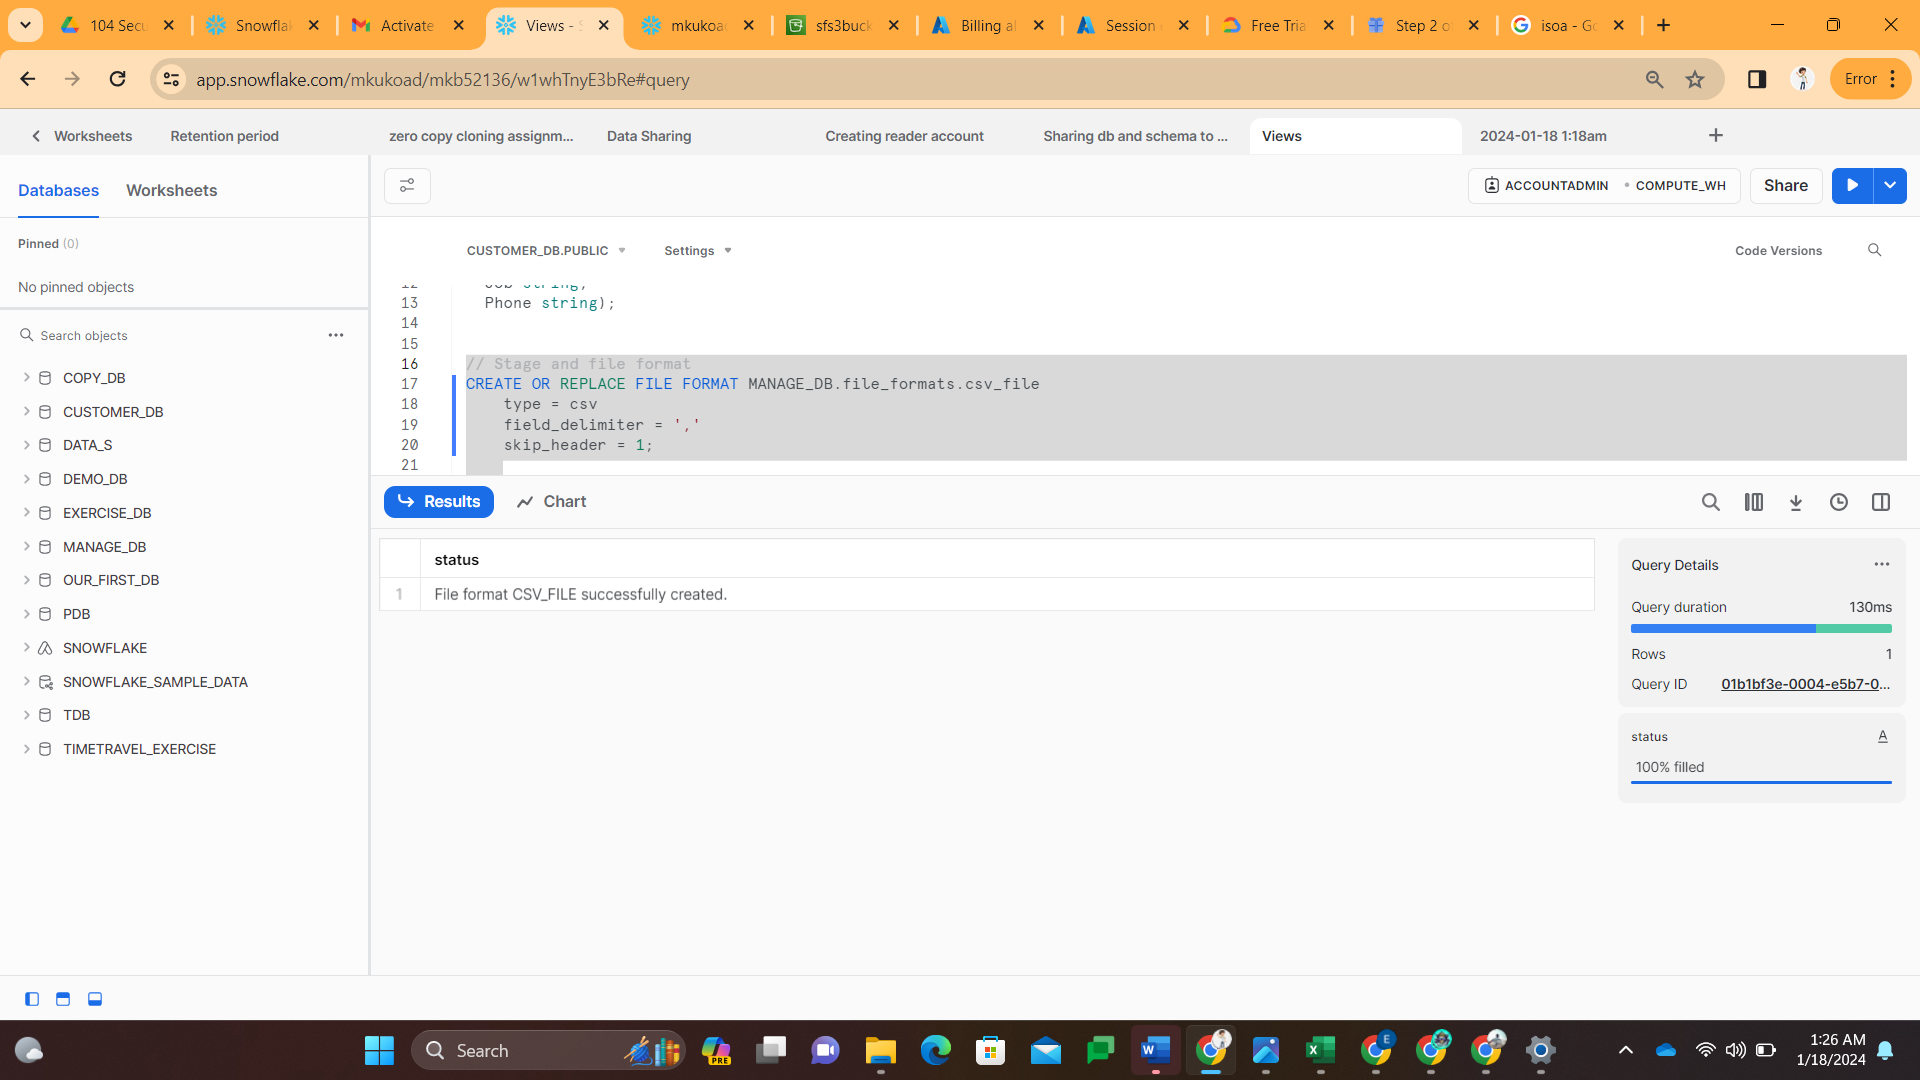 104 Secu
Snowflak
Activate
Views - S
mkukoad
sfs3buck
Billing al
Session
Free Tria
Step 2 o
isoa - Go
app.snowflake.com/mkukoad/mkb52136/w1whTnyE3bRe#query
Error
Worksheets
Retention period
zero copy cloning assignm...
Data Sharing
Creating reader account
Sharing db and schema to ...
Views
2024-01-18 1:18am
Databases
Worksheets
ACCOUNTADMIN
COMPUTE_WH
Share
Pinned (0)
No pinned objects
CUSTOMER_DB.PUBLIC
Settings
Code Versions
Search objects
COPY_DB
CUSTOMER_DB
DATA_S
DEMO_DB
EXERCISE_DB
MANAGE_DB
OUR_FIRST_DB
PDB
SNOWFLAKE
SNOWFLAKE_SAMPLE_DATA
TDB
TIMETRAVEL_EXERCISE
12 Job string,
13 Phone string);
14
15
16 // Stage and file format
17 CREATE OR REPLACE FILE FORMAT MANAGE_DB.file_formats.csv_file
18 type = csv
19 field_delimiter = ','
20 skip_header = 1;
21
Results
Chart
status
1 File format CSV_FILE successfully created.
Query Details
Query duration 130ms
Rows 1
Query ID 01b1bf3e-0004-e5b7-0...
status A
100% filled
Search
PRE
W
X
E
1:26 AM
1/18/2024